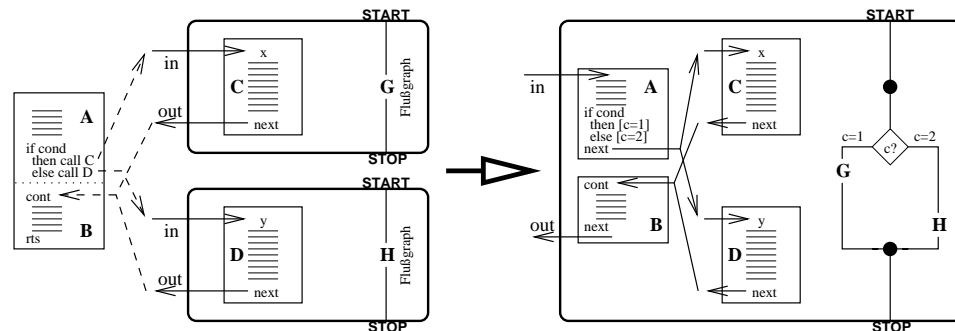 START
x
in
C
G
Flußgraph
out
next
STOP
A
if cond
then call C
else call D
cont
B
rts
START
y
in
D
H
Flußgraph
out
next
STOP
START
in
A
if cond
then [c=1]
else [c=2]
next
x
C
next
cont
B
next
out
y
D
next
c=1
c?
c=2
G
H
STOP